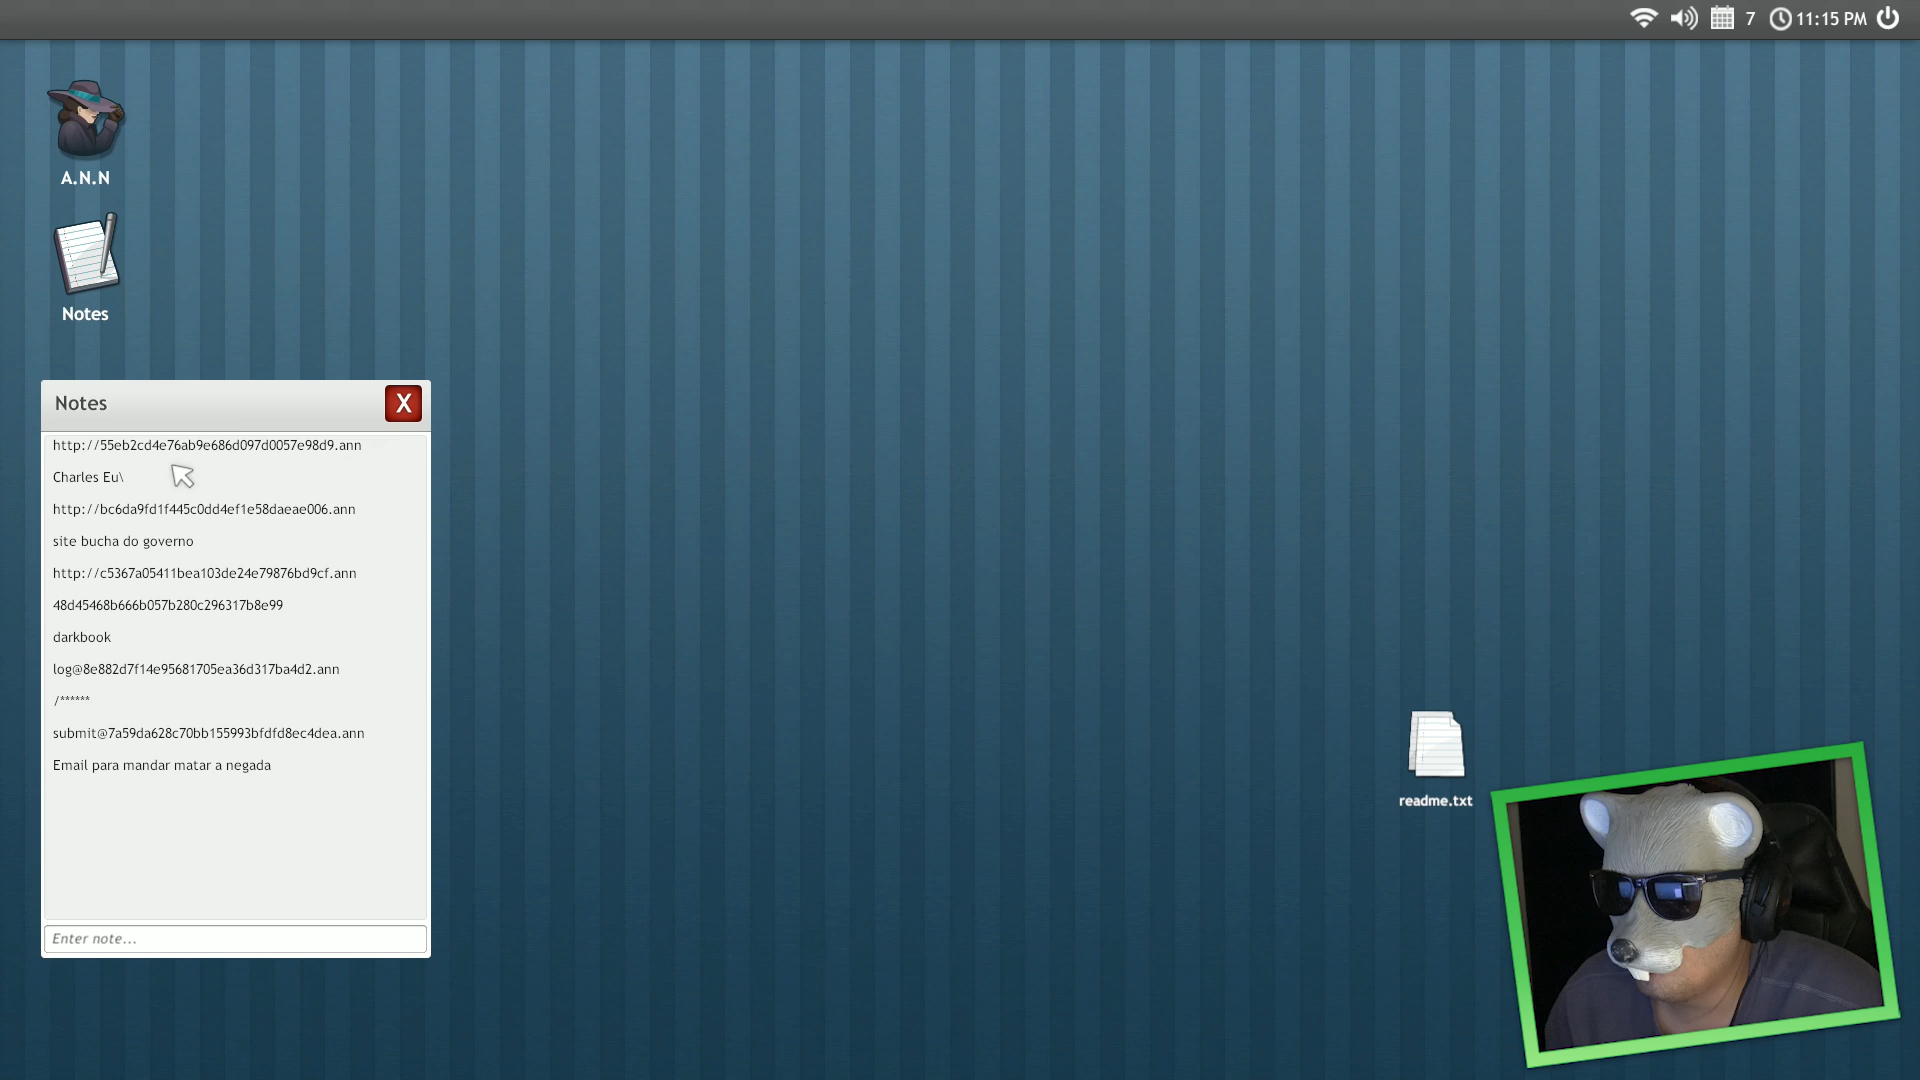 7 11:15 PM
A.N.N
Notes
Notes X
http://55eb2cd4e76ab9e686d097d0057e98d9.ann
Charles Eu\
http://bc6da9fd1f445c0dd4ef1e58daeae006.ann
site bucha do governo
http://c5367a05411bea103de24e79876bd9cf.ann
48d45468b666b057b280c296317b8e99
darkbook
log@8e882d7f14e95681705ea36d317ba4d2.ann
/******
submit@7a59da628c70bb155993bfdfd8ec4dea.ann
Email para mandar matar a negada
Enter note...
readme.txt